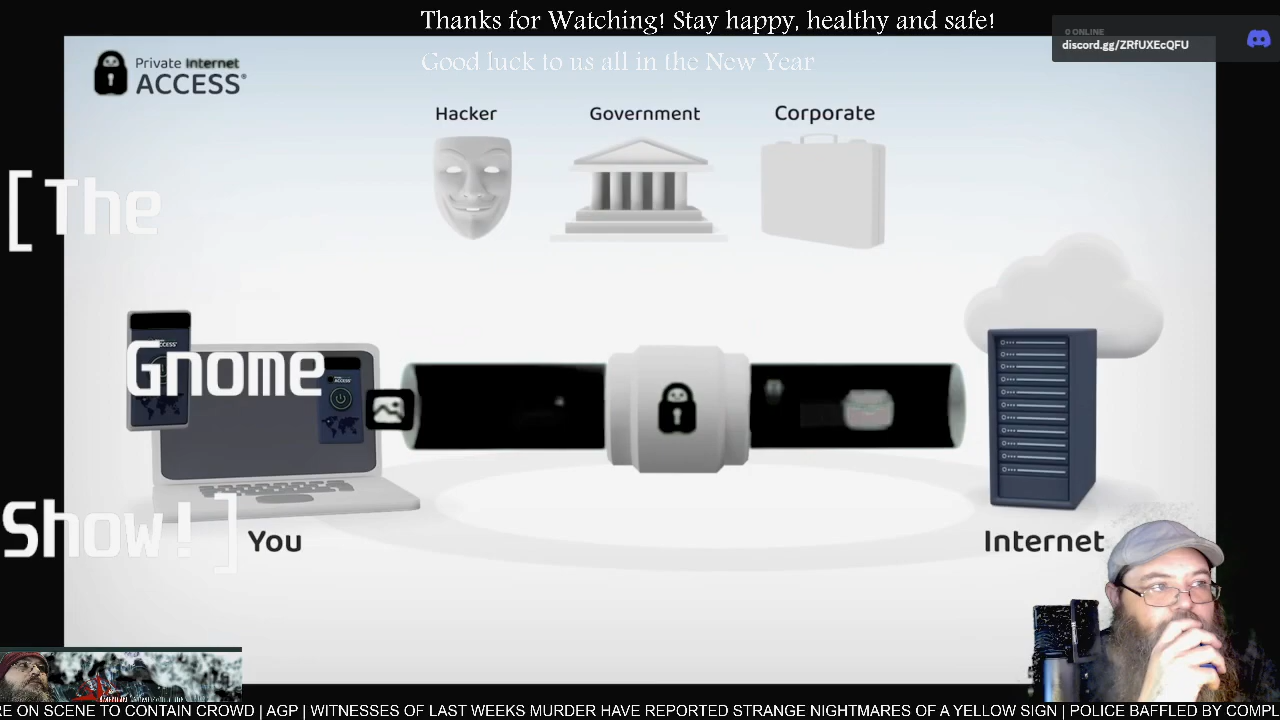 Thanks for Watching! Stay happy, healthy and safe!
Good luck to us all in the New Year
0 ONLINE
discord.gg/ZRfUXEcQFU
Private Internet
ACCESS®
Hacker
Government
Corporate
[The
Gnome
Show!]
You
Internet
RE ON SCENE TO CONTAIN CROWD | AGP | WITNESSES OF LAST WEEKS MURDER HAVE REPORTED STRANGE NIGHTMARES OF A YELLOW SIGN | POLICE BAFFLED BY COMPL